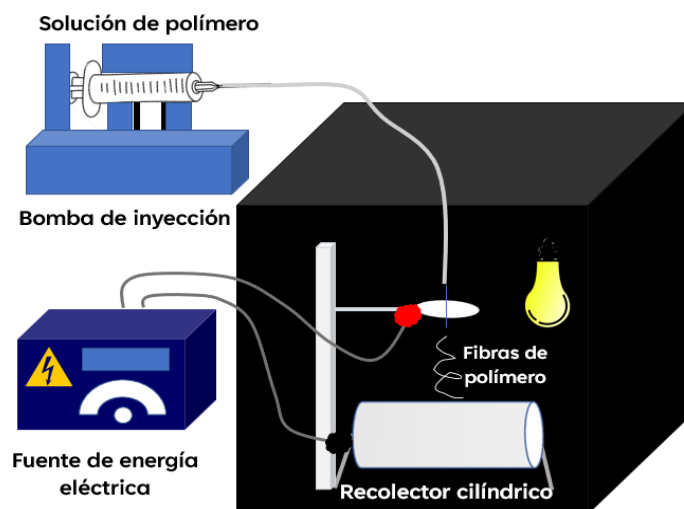 Solución de polímero
Bomba de inyección
Fibras de
polímero
Fuente de energía
eléctrica
Recolector cilíndrico